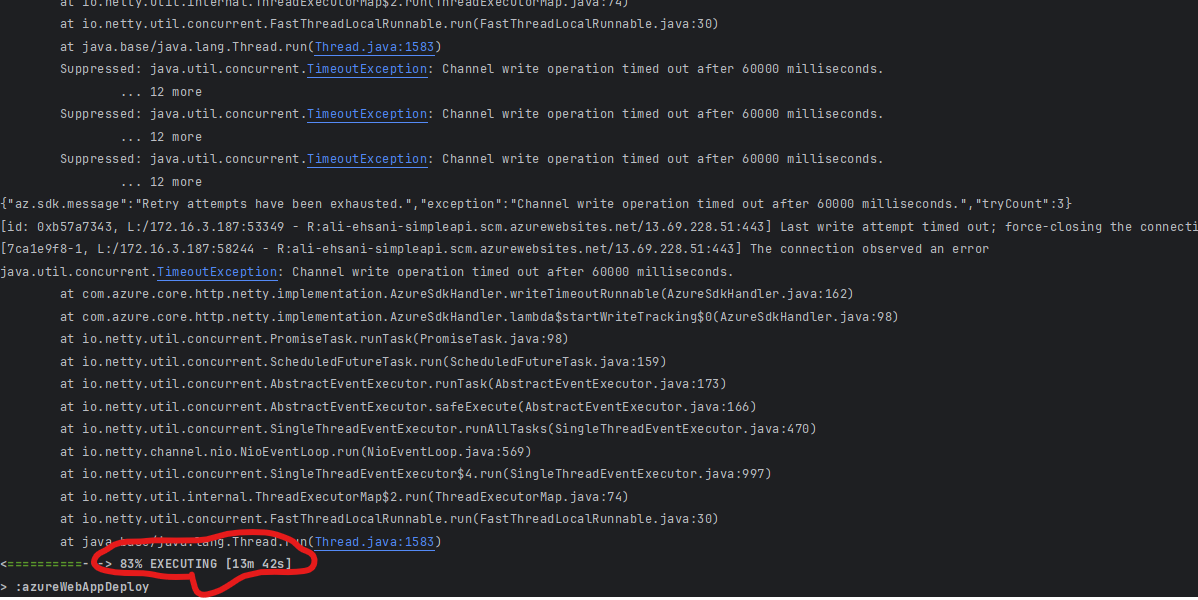 at io.netty.util.internal.ThreadExecutorMap$2.run(ThreadExecutorMap.java:74)
at io.netty.util.concurrent.FastThreadLocalRunnable.run(FastThreadLocalRunnable.java:30)
at java.base/java.lang.Thread.run(Thread.java:1583)
Suppressed: java.util.concurrent.TimeoutException: Channel write operation timed out after 60000 milliseconds.
... 12 more
Suppressed: java.util.concurrent.TimeoutException: Channel write operation timed out after 60000 milliseconds.
... 12 more
Suppressed: java.util.concurrent.TimeoutException: Channel write operation timed out after 60000 milliseconds.
... 12 more
{"az.sdk.message":"Retry attempts have been exhausted.","exception":"Channel write operation timed out after 60000 milliseconds.","tryCount":3}
[id: 0xb57a7343, L:/172.16.3.187:53349 - R:ali-ehsani-simpleapi.scm.azurewebsites.net/13.69.228.51:443] Last write attempt timed out; force-closing the connecti
[7ca1e9f8-1, L:/172.16.3.187:58244 - R:ali-ehsani-simpleapi.scm.azurewebsites.net/13.69.228.51:443] The connection observed an error
java.util.concurrent.TimeoutException: Channel write operation timed out after 60000 milliseconds.
at com.azure.core.http.netty.implementation.AzureSdkHandler.writeTimeoutRunnable(AzureSdkHandler.java:162)
at com.azure.core.http.netty.implementation.AzureSdkHandler.lambda$startWriteTracking$0(AzureSdkHandler.java:98)
at io.netty.util.concurrent.PromiseTask.runTask(PromiseTask.java:98)
at io.netty.util.concurrent.ScheduledFutureTask.run(ScheduledFutureTask.java:159)
at io.netty.util.concurrent.AbstractEventExecutor.runTask(AbstractEventExecutor.java:173)
at io.netty.util.concurrent.AbstractEventExecutor.safeExecute(AbstractEventExecutor.java:166)
at io.netty.util.concurrent.SingleThreadEventExecutor.runAllTasks(SingleThreadEventExecutor.java:470)
at io.netty.channel.nio.NioEventLoop.run(NioEventLoop.java:569)
at io.netty.util.concurrent.SingleThreadEventExecutor$4.run(SingleThreadEventExecutor.java:997)
at io.netty.util.internal.ThreadExecutorMap$2.run(ThreadExecutorMap.java:74)
at io.netty.util.concurrent.FastThreadLocalRunnable.run(FastThreadLocalRunnable.java:30)
at java.base/java.lang.Thread.run(Thread.java:1583)
<==========---> 83% EXECUTING [13m 42s]
> :azureWebAppDeploy